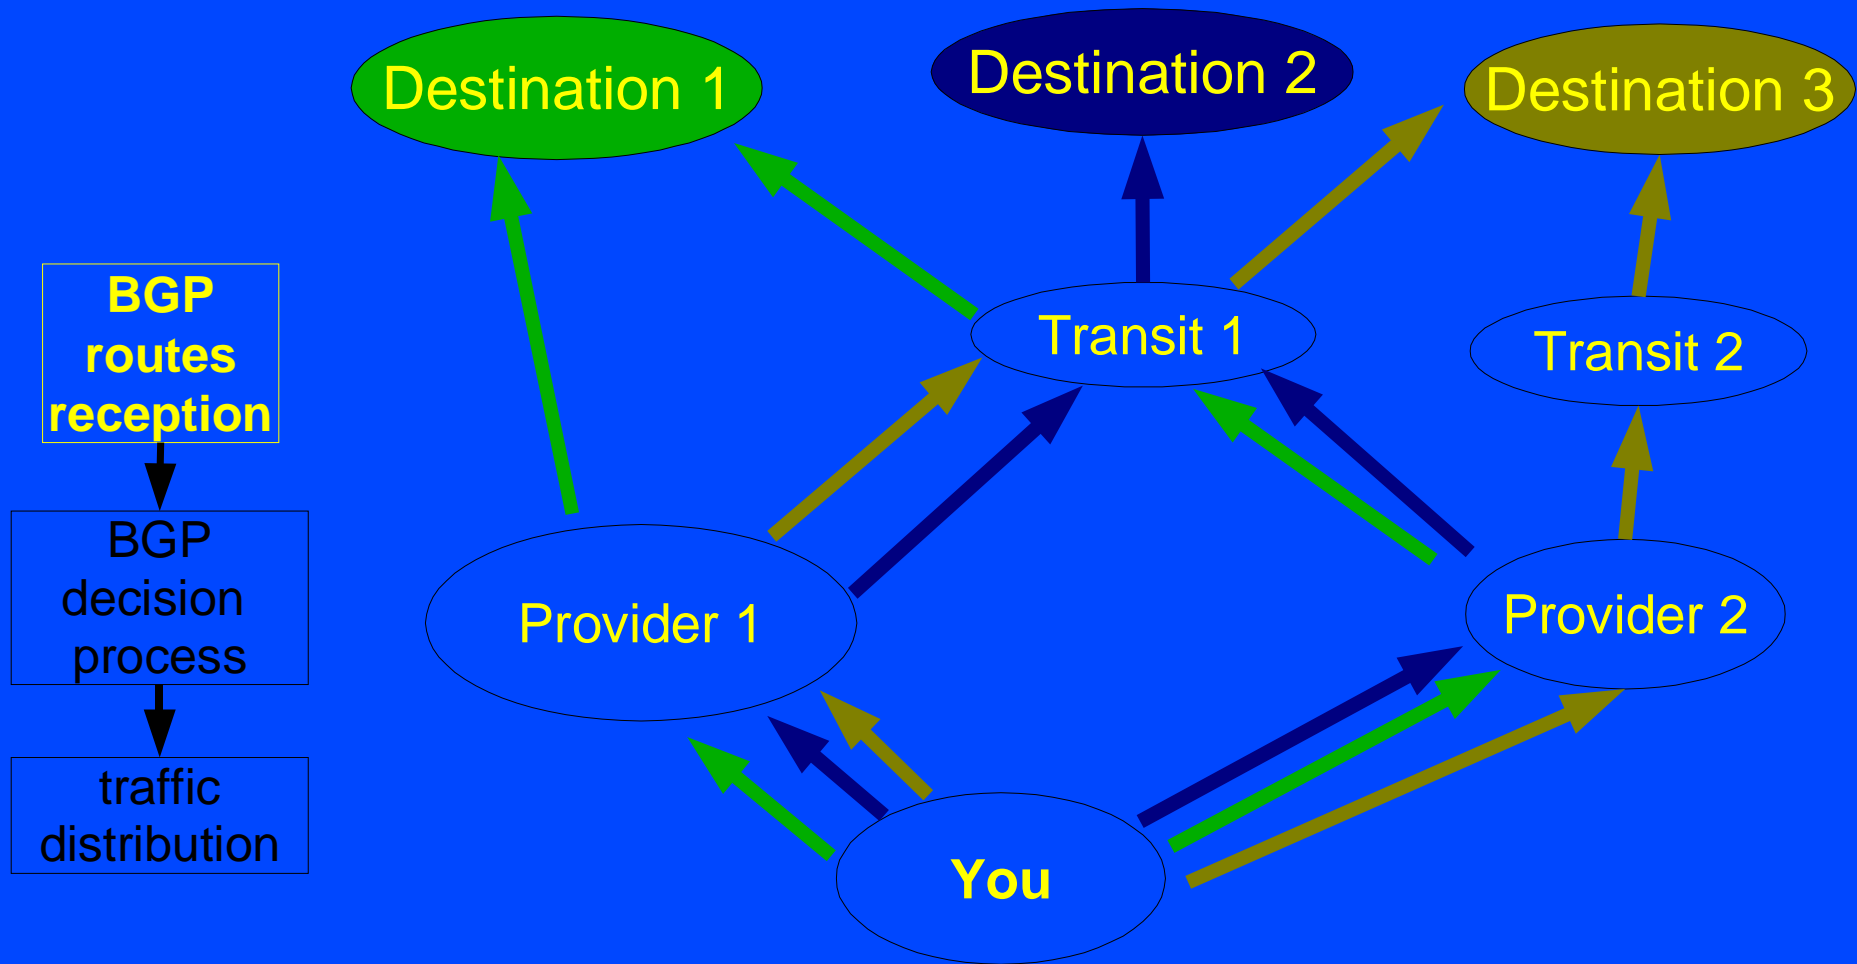 Destination 1
Destination 2
Destination 3
BGP
routes
reception
Transit 1
Transit 2
BGP
decision
process
Provider 1
Provider 2
traffic
distribution
You